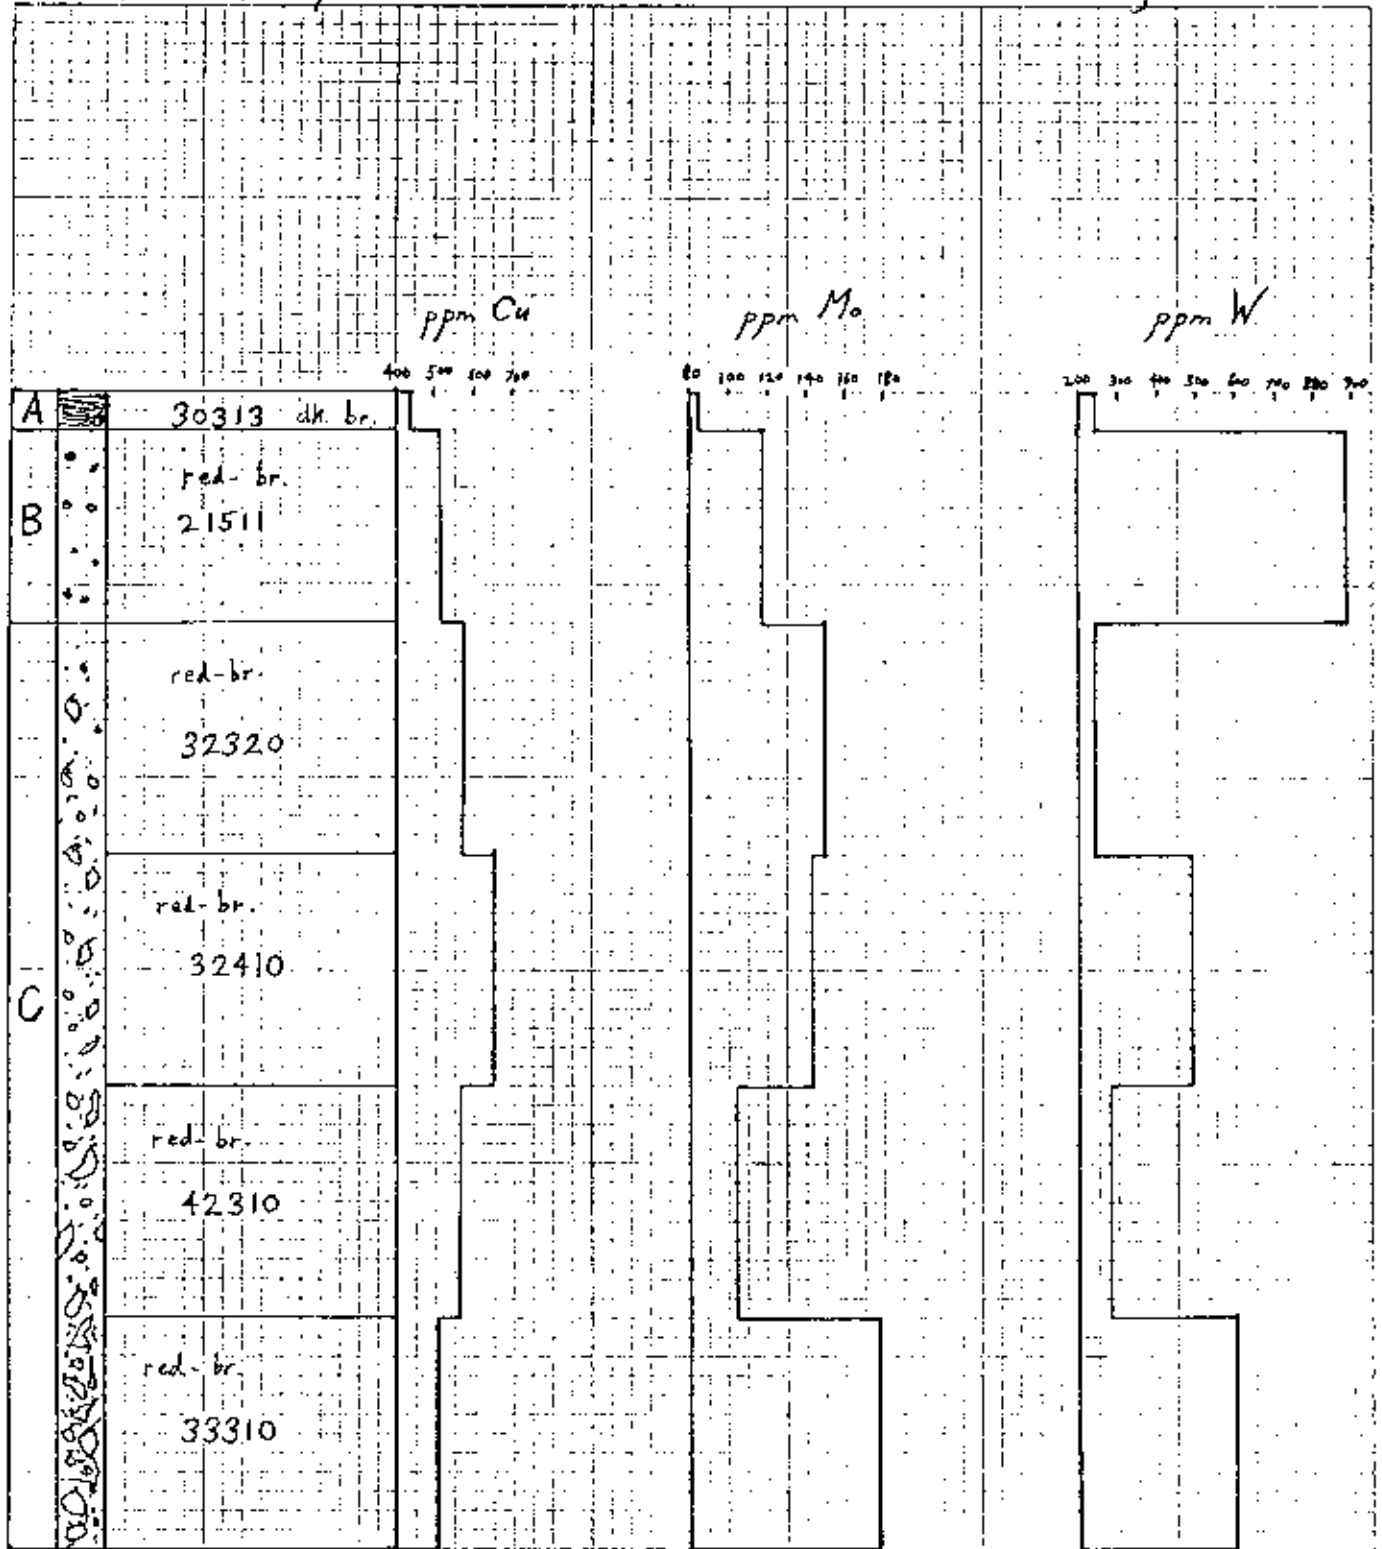 ppm Cu
ppm Mo
ppm W
400 500 600 700
80 100 120 140 160 180
200 300 400 500 600 700 800 900
A
30313 dk. br.
B
red-br.
21511
red-br.
32320
C
red-br.
32410
red-br.
42310
red-br.
33310